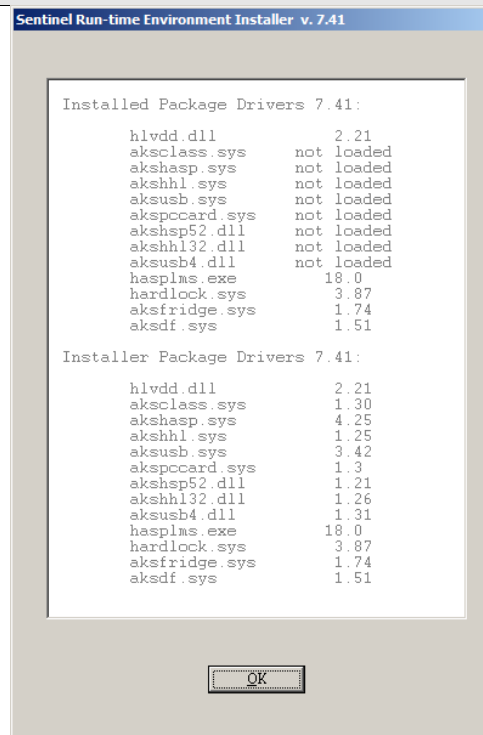 Sentinel Run-time Environment Installer v. 7.41
Installed Package Drivers 7.41:
hlvdd.dll 2.21
aksclass.sys not loaded
akshasp.sys not loaded
akshhl.sys not loaded
aksusb.sys not loaded
akspccard.sys not loaded
akshsp52.dll not loaded
akshhl32.dll not loaded
aksusb4.dll not loaded
hasplms.exe 18.0
hardlock.sys 3.87
aksfridge.sys 1.74
aksdf.sys 1.51
Installer Package Drivers 7.41:
hlvdd.dll 2.21
aksclass.sys 1.30
akshasp.sys 4.25
akshhl.sys 1.25
aksusb.sys 3.42
akspccard.sys 1.3
akshsp52.dll 1.21
akshhl32.dll 1.26
aksusb4.dll 1.31
hasplms.exe 18.0
hardlock.sys 3.87
aksfridge.sys 1.74
aksdf.sys 1.51
OK